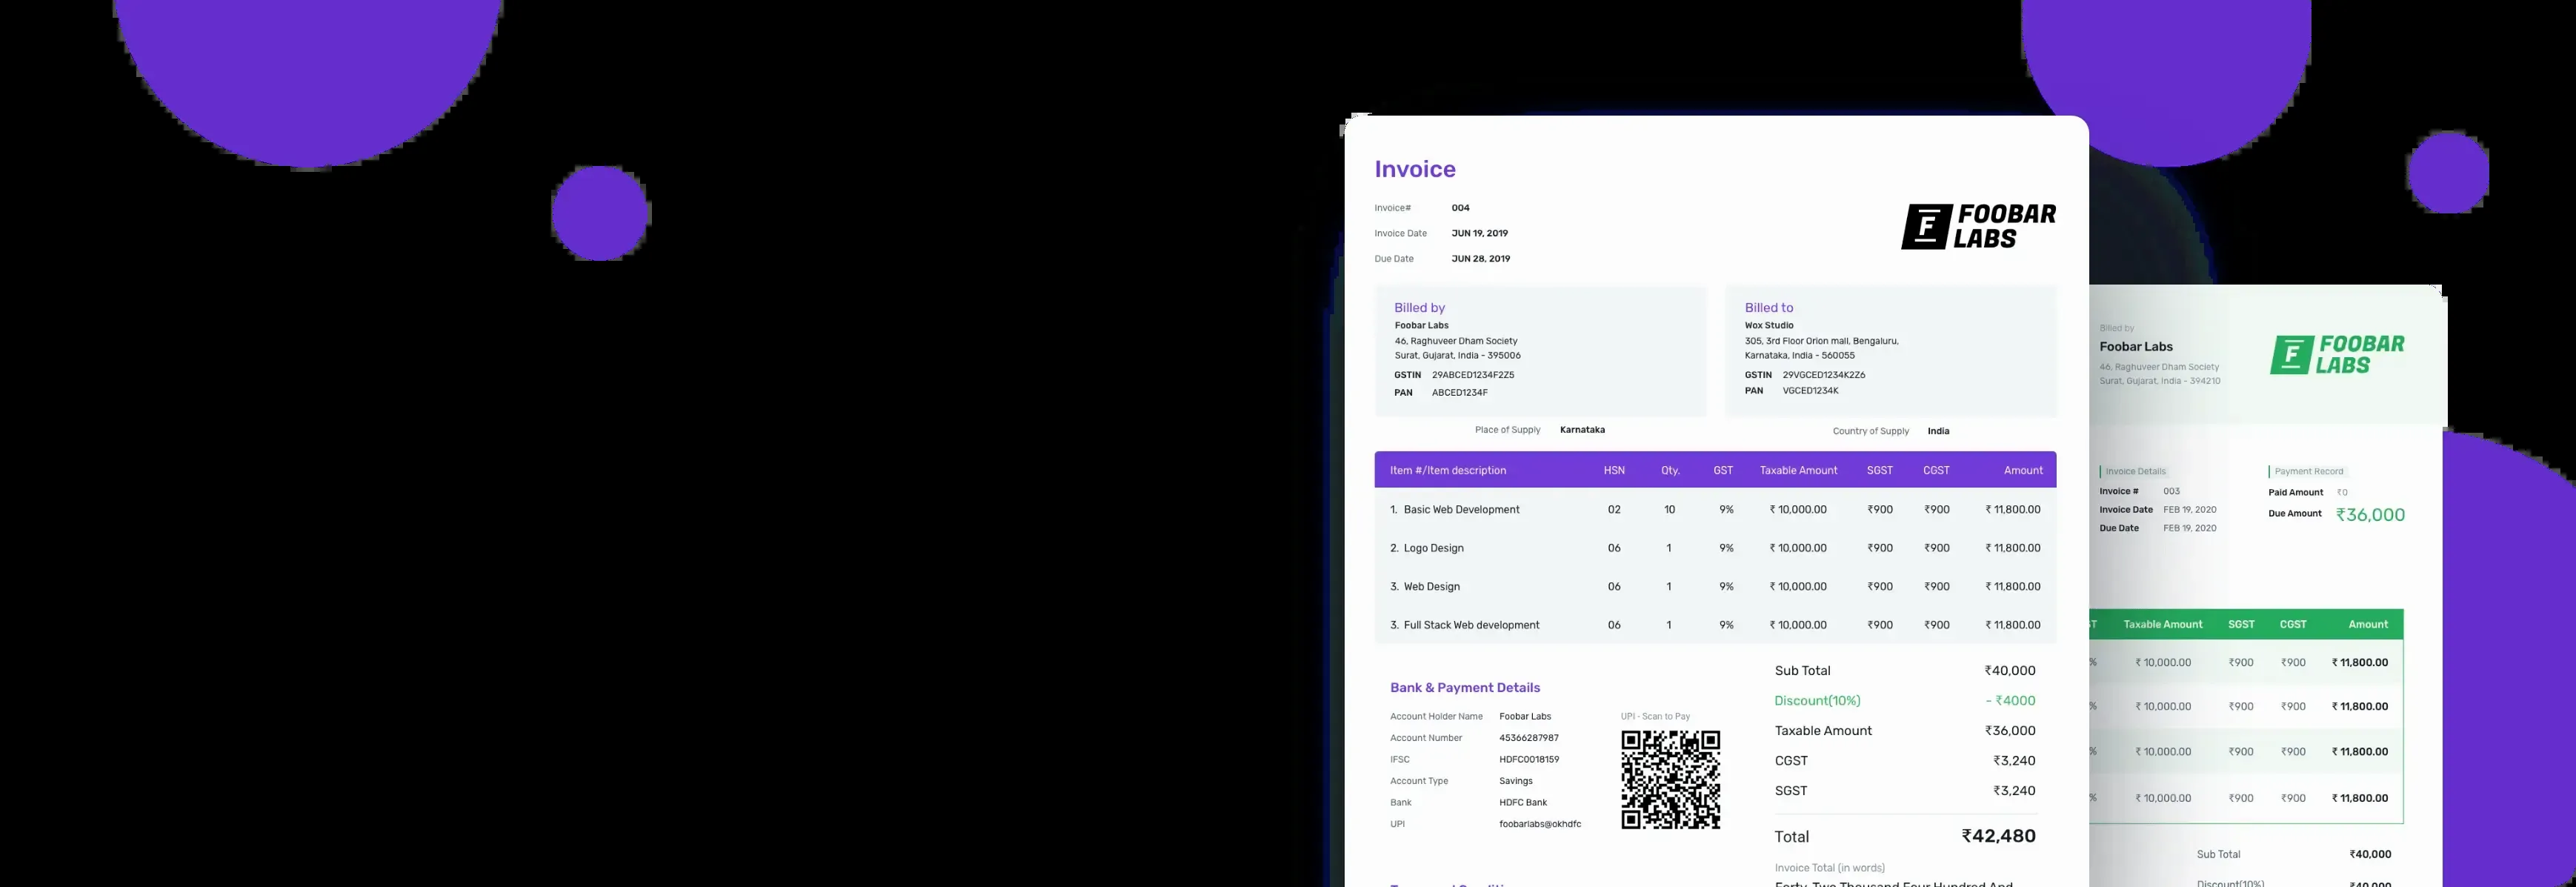 Invoice
Invoice# 004
Invoice Date JUN 19, 2019
Due Date JUN 28, 2019
FOOBAR
LABS
Billed by
Foobar Labs
46, Raghuveer Dham Society
Surat, Gujarat, India - 395006
GSTIN 29ABCED1234F2Z5
PAN ABCED1234F
Billed to
Wox Studio
305, 3rd Floor Orion mall, Bengaluru,
Karnataka, India - 560055
GSTIN 29VGCED1234K2Z6
PAN VGCED1234K
Place of Supply Karnataka
Country of Supply India
Item #/Item description HSN Qty. GST Taxable Amount SGST CGST Amount
1. Basic Web Development 02 10 9% ₹ 10,000.00 ₹900 ₹900 ₹ 11,800.00
2. Logo Design 06 1 9% ₹ 10,000.00 ₹900 ₹900 ₹ 11,800.00
3. Web Design 06 1 9% ₹ 10,000.00 ₹900 ₹900 ₹ 11,800.00
3. Full Stack Web development 06 1 9% ₹ 10,000.00 ₹900 ₹900 ₹ 11,800.00
Bank & Payment Details
Account Holder Name Foobar Labs
Account Number 45366287987
IFSC HDFC0018159
Account Type Savings
Bank HDFC Bank
UPI foobarlabs@okhdfc
UPI - Scan to Pay
Sub Total ₹40,000
Discount(10%) - ₹4000
Taxable Amount ₹36,000
CGST ₹3,240
SGST ₹3,240
Total ₹42,480
Invoice Total (in words)
Forty-Two Thousand Four Hundred And
Billed by
Foobar Labs
46, Raghuveer Dham Society
Surat, Gujarat, India - 394210
FOOBAR
LABS
Invoice Details
Invoice # 003
Invoice Date FEB 19, 2020
Due Date FEB 19, 2020
Payment Record
Paid Amount ₹0
Due Amount ₹36,000
Taxable Amount SGST CGST Amount
% ₹ 10,000.00 ₹900 ₹900 ₹ 11,800.00
% ₹ 10,000.00 ₹900 ₹900 ₹ 11,800.00
% ₹ 10,000.00 ₹900 ₹900 ₹ 11,800.00
% ₹ 10,000.00 ₹900 ₹900 ₹ 11,800.00
Sub Total ₹40,000
Discount(10%)